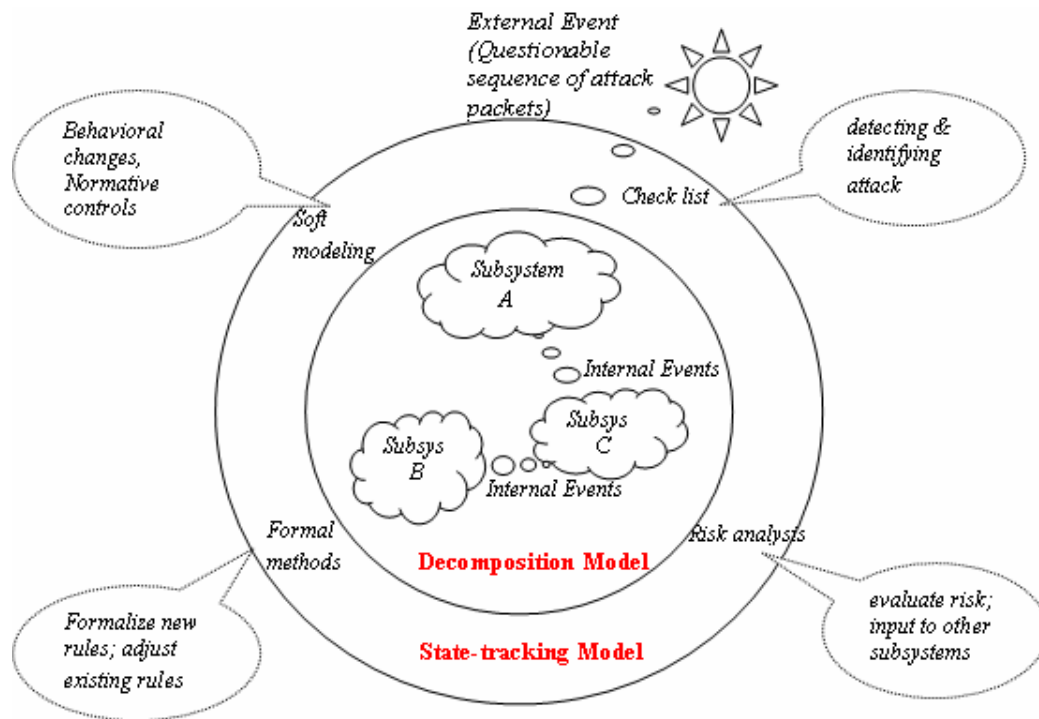 External Event
(Questionable
sequence of attack
packets)
Behavioral
changes,
Normative
controls
detecting &
identifying
attack
Check list
Soft
modeling
Subsystem
A
Internal Events
Subsys
C
Subsys
B
Internal Events
Formal
methods
Risk analysis
Decomposition Model
Formalize new
rules; adjust
existing rules
evaluate risk;
input to other
subsystems
State-tracking Model